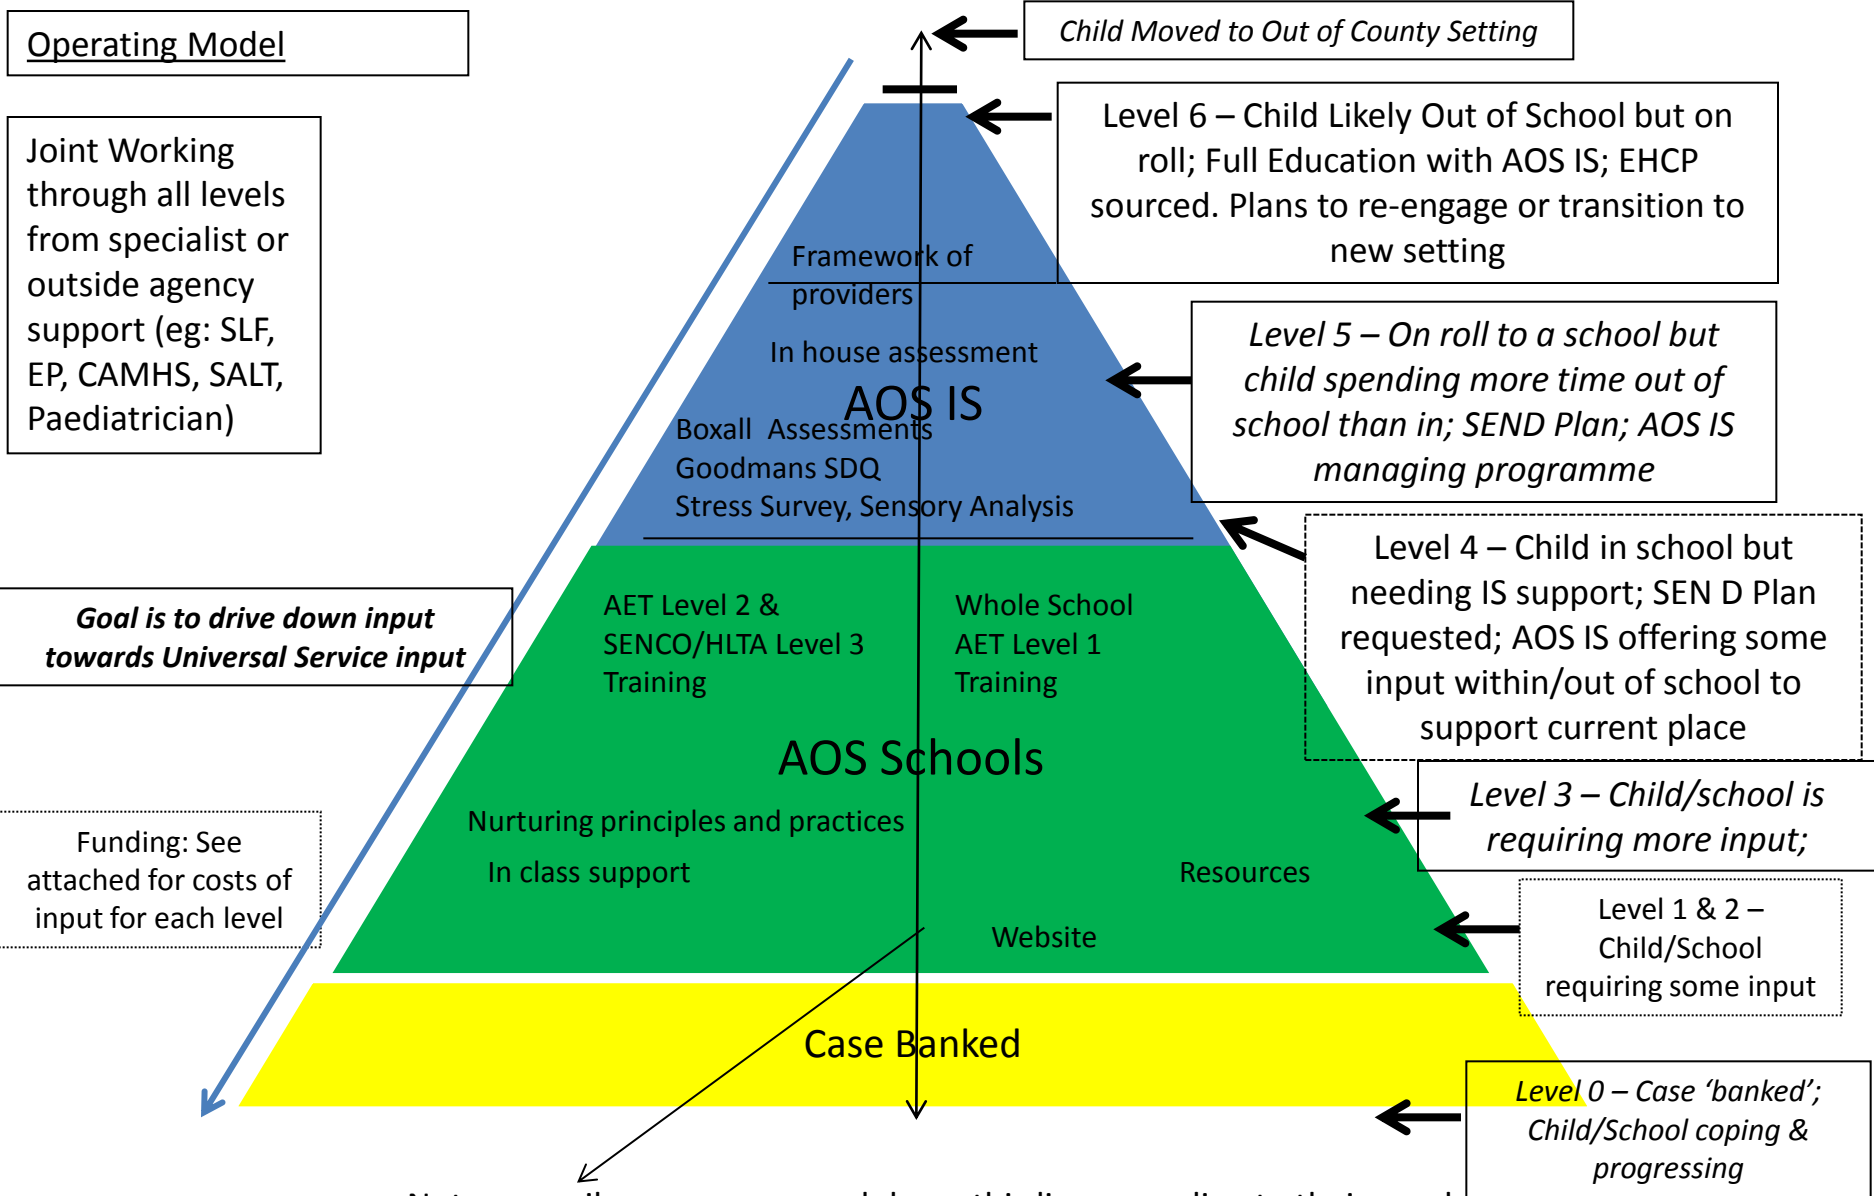 Operating Model
Child Moved to Out of County Setting
Joint Working
through all levels
from specialist or
outside agency
support (eg: SLF,
EP, CAMHS, SALT,
Paediatrician)
Level 6 – Child Likely Out of School but on
roll; Full Education with AOS IS; EHCP
sourced. Plans to re-engage or transition to
new setting
Framework of
providers
In house assessment
AOS IS
Boxall Assessments
Goodmans SDQ
Stress Survey, Sensory Analysis
Level 5 – On roll to a school but
child spending more time out of
school than in; SEND Plan; AOS IS
managing programme
Level 4 – Child in school but
needing IS support; SEN D Plan
requested; AOS IS offering some
input within/out of school to
support current place
Goal is to drive down input
towards Universal Service input
AET Level 2 &
SENCO/HLTA Level 3
Training
Whole School
AET Level 1
Training
AOS Schools
Nurturing principles and practices
In class support
Resources
Website
Level 3 – Child/school is
requiring more input;
Funding: See
attached for costs of
input for each level
Level 1 & 2 –
Child/School
requiring some input
Case Banked
Level 0 – Case ‘banked’;
Child/School coping &
progressing